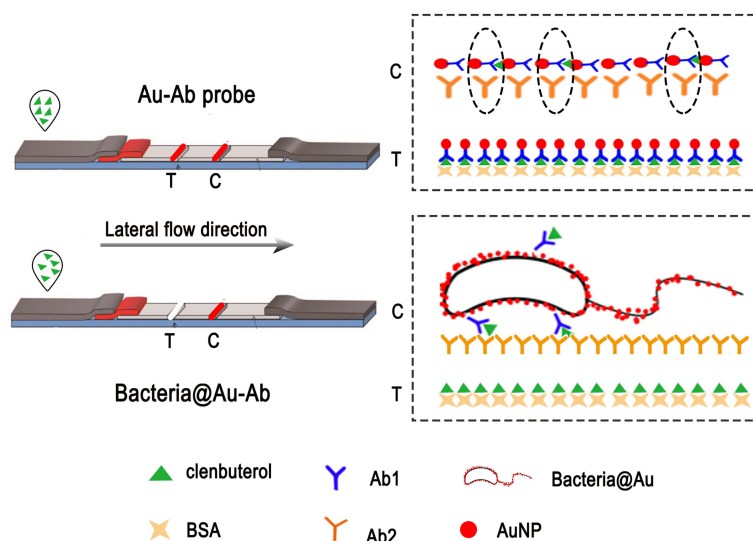 Au-Ab probe
T
C
C
T
Lateral flow direction
T
C
Bacteria@Au-Ab
C
T
clenbuterol
Ab1
Bacteria@Au
BSA
Ab2
AuNP